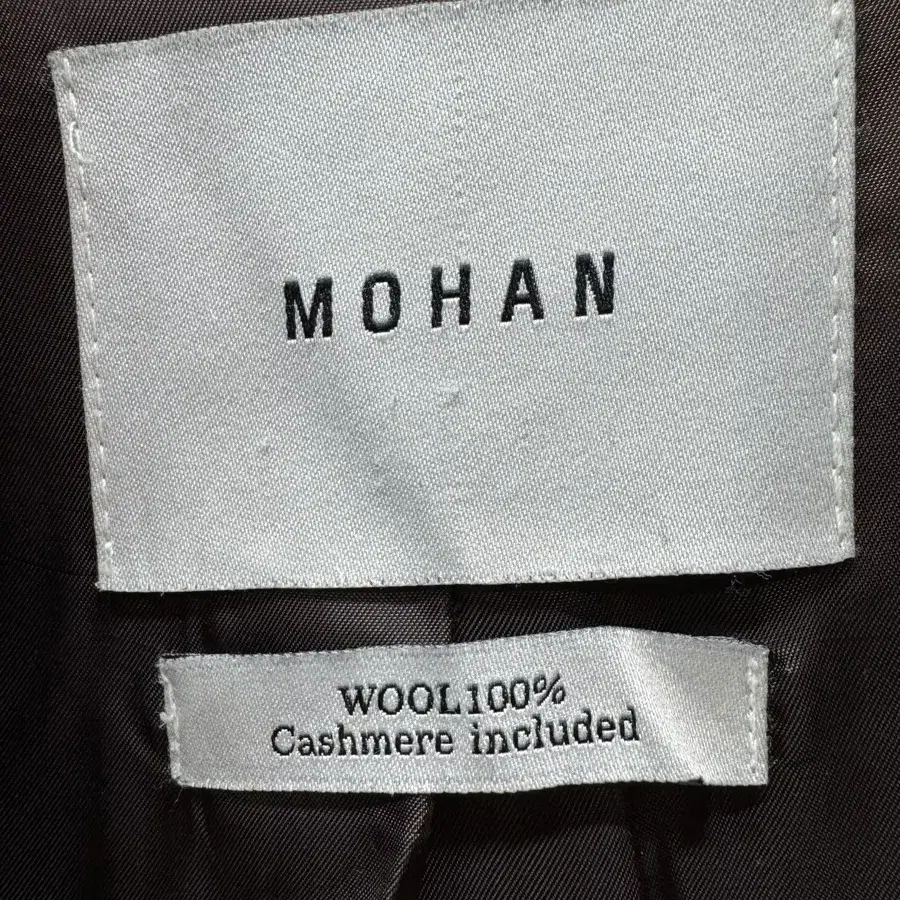 MOHAN
WOOL100%
Cashmere included